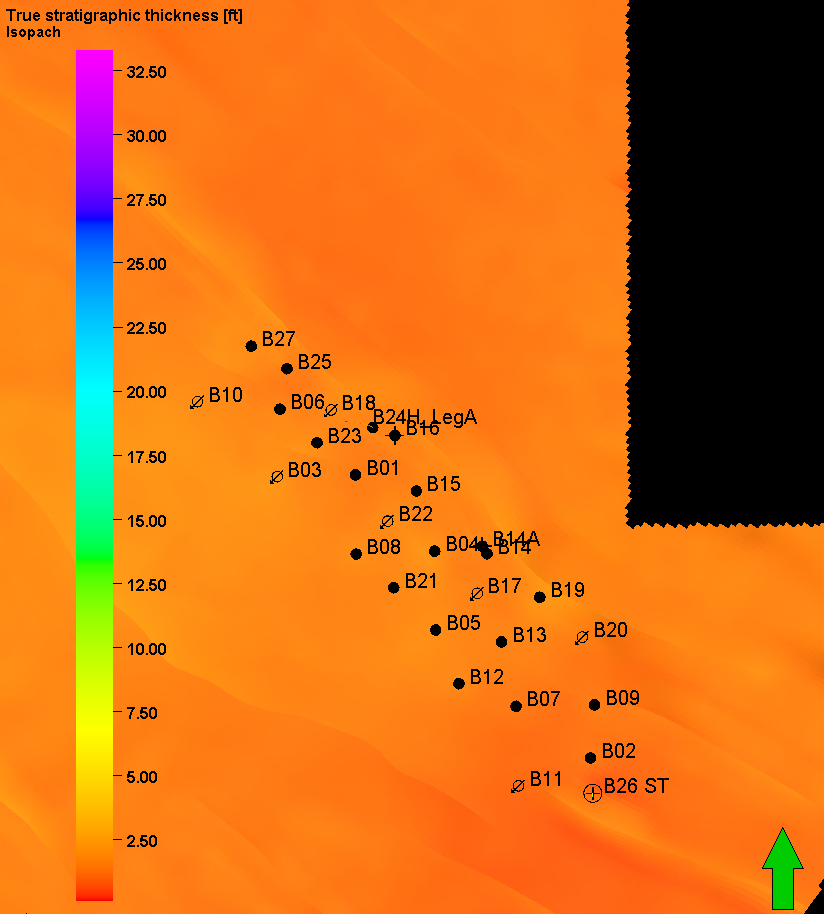 True stratigraphic thickness [ft]
Isopach
32.50
30.00
27.50
25.00
22.50
20.00
17.50
15.00
12.50
10.00
7.50
5.00
2.50
B27
B25
B10
B06
B18
B24H_LegA
B16
B23
B03
B01
B15
B22
B08
B04
B14A
B14
B21
B17
B19
B05
B13
B20
B12
B07
B09
B02
B11
B26 ST